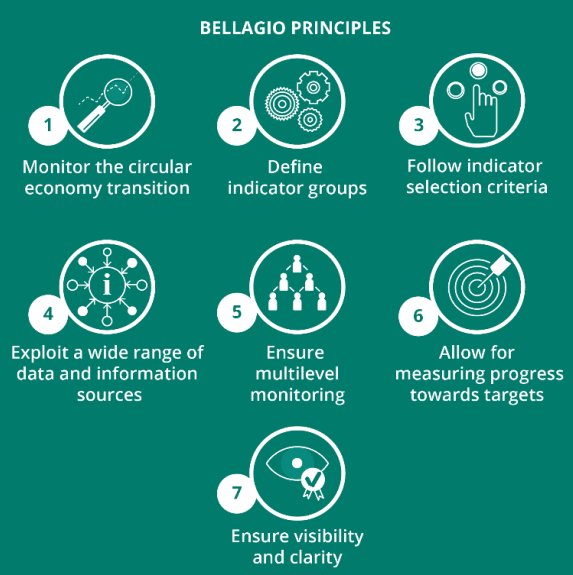 BELLAGIO PRINCIPLES
1
Monitor the circular
economy transition
2
Define
indicator groups
3
Follow indicator
selection criteria
4
i
Exploit a wide range of
data and information
sources
5
Ensure
multilevel
monitoring
6
Allow for
measuring progress
towards targets
7
Ensure visibility
and clarity